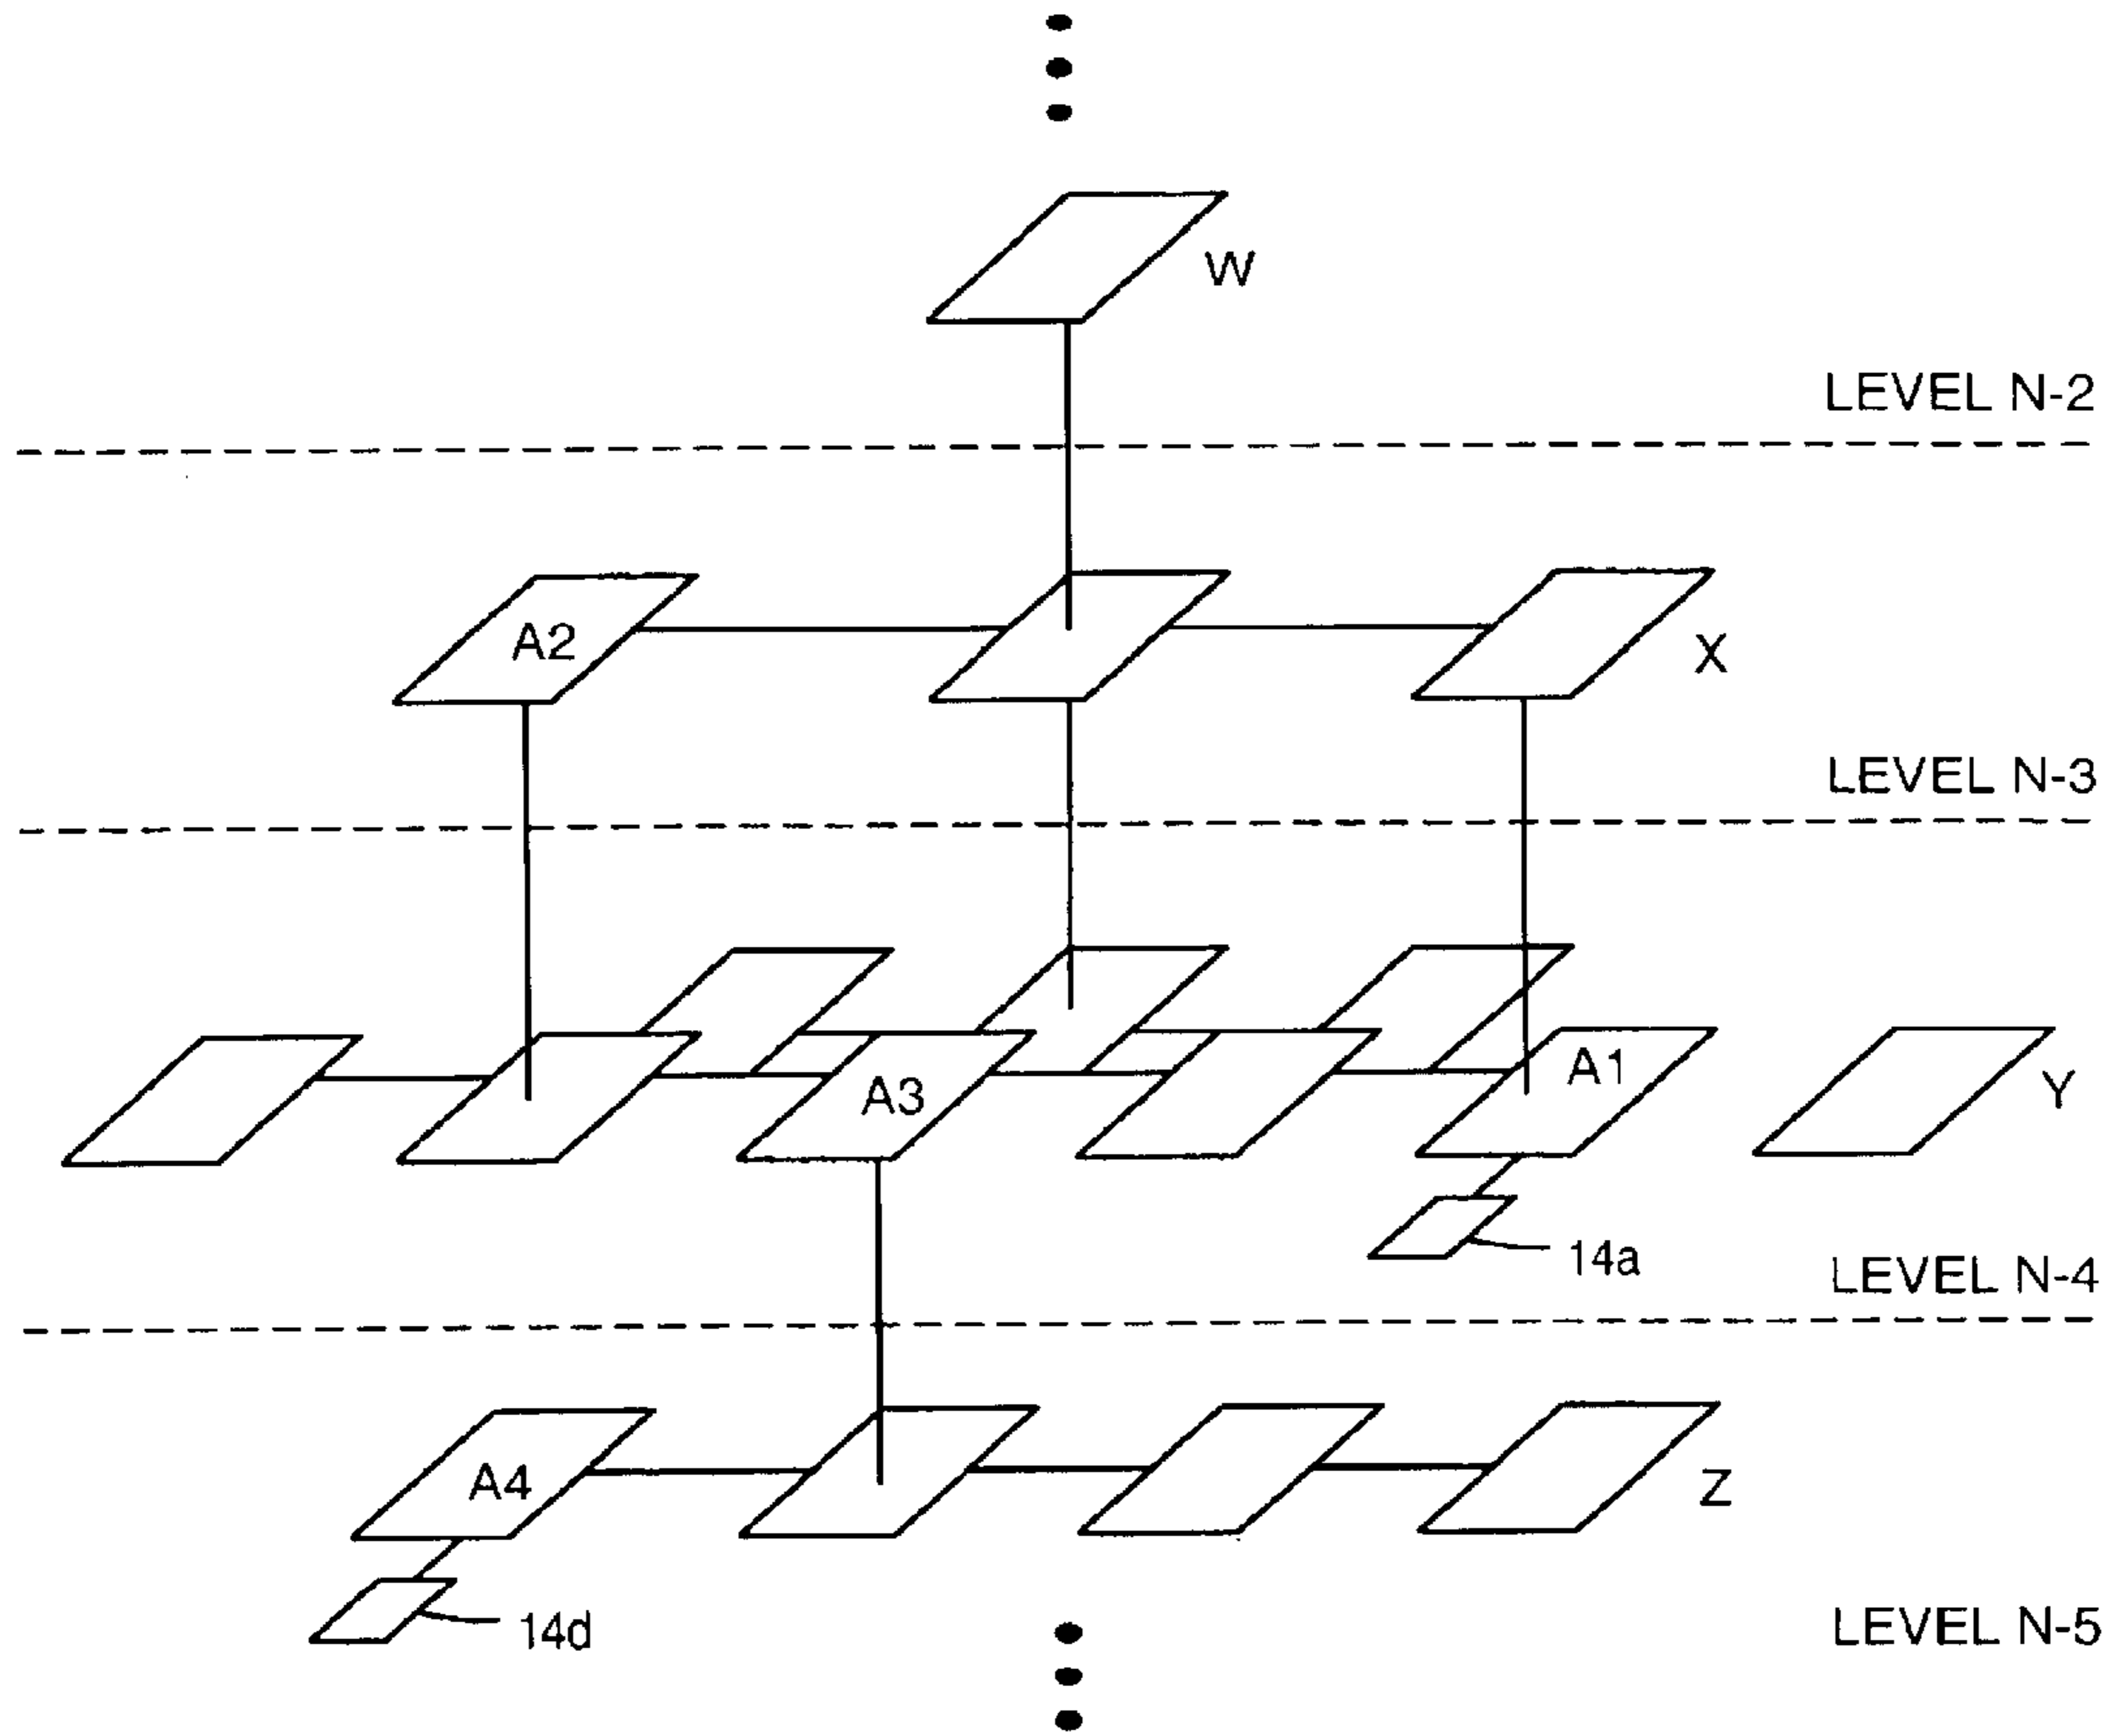 W
LEVEL N-2
A2
X
LEVEL N-3
A1
A3
Y
14a
LEVEL N-4
A4
Z
14d
LEVEL N-5